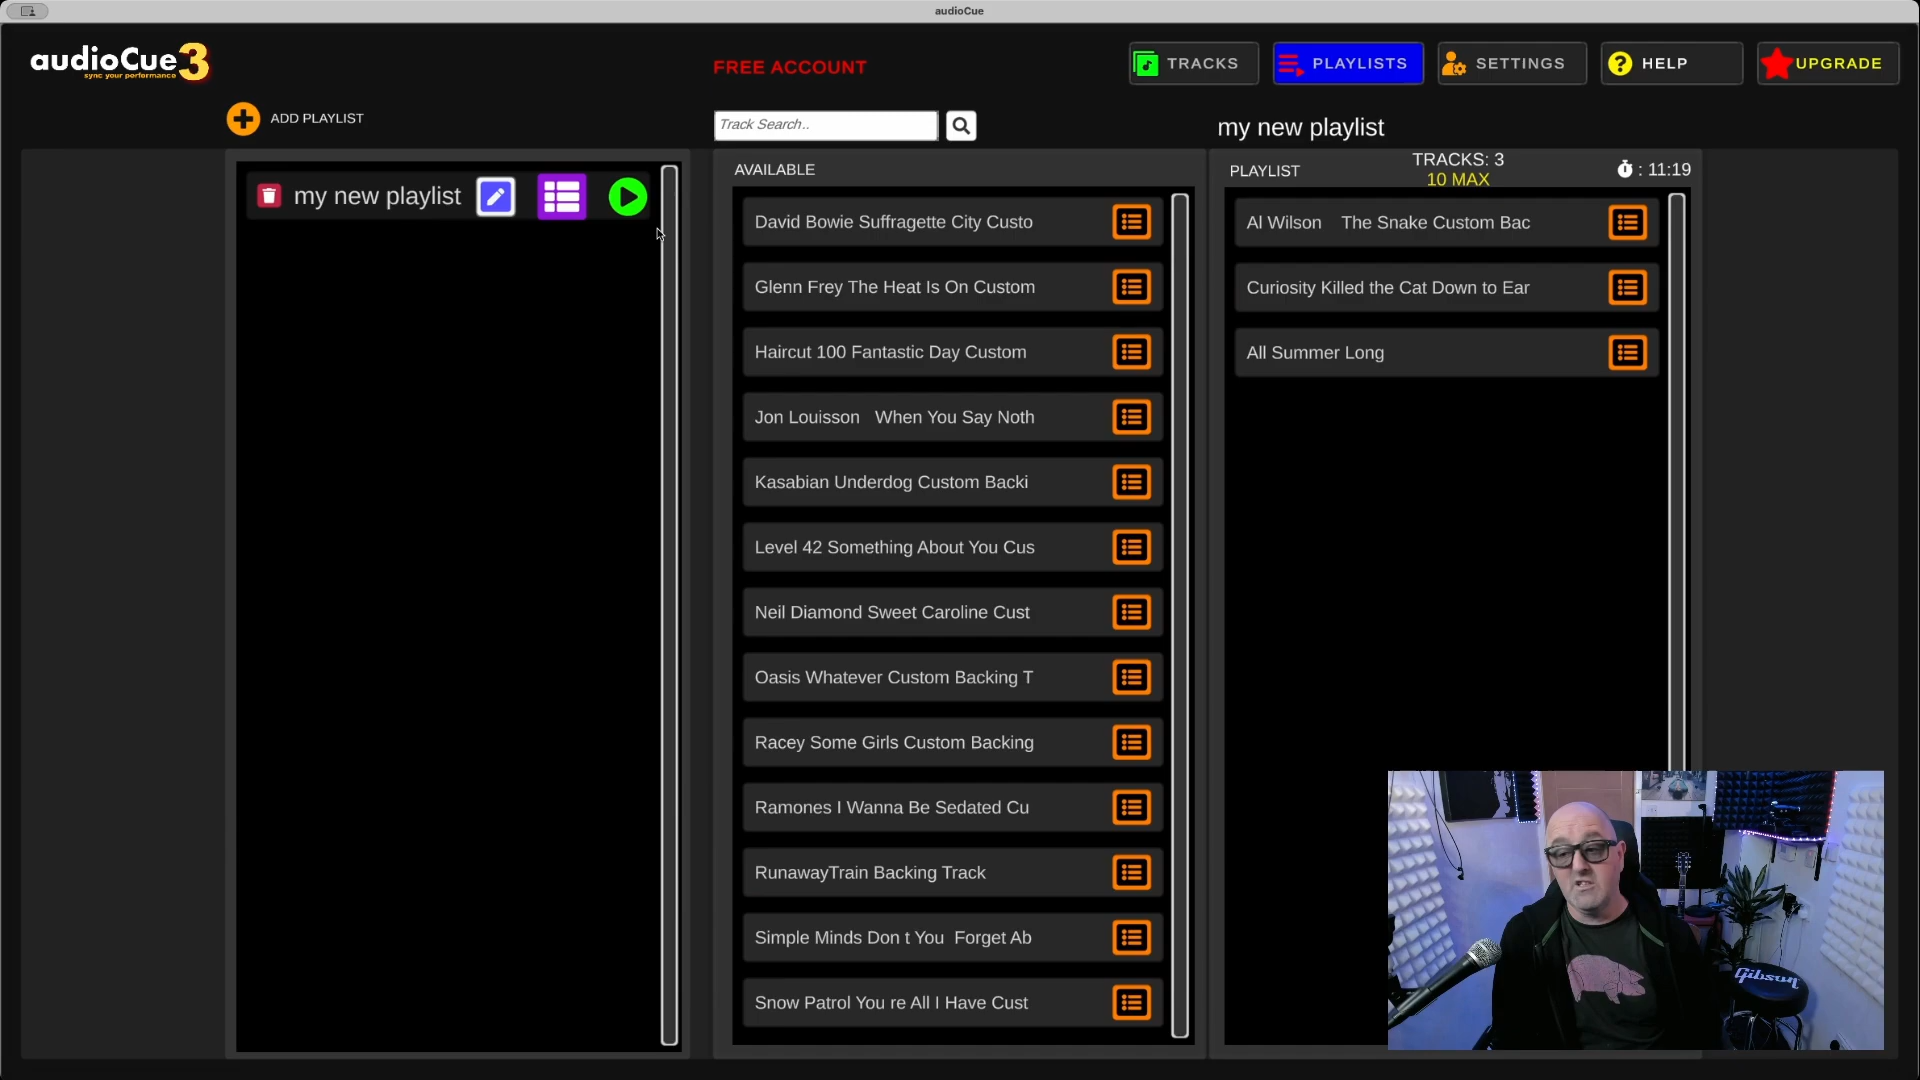 audioCue
audioCue3
sync your performance
FREE ACCOUNT
TRACKS
PLAYLISTS
SETTINGS
? HELP
UPGRADE
ADD PLAYLIST
Track Search..
my new playlist
my new playlist
AVAILABLE
David Bowie Suffragette City Custo
Glenn Frey The Heat Is On Custom
Haircut 100 Fantastic Day Custom
Jon Louisson When You Say Noth
Kasabian Underdog Custom Backi
Level 42 Something About You Cus
Neil Diamond Sweet Caroline Cust
Oasis Whatever Custom Backing T
Racey Some Girls Custom Backing
Ramones I Wanna Be Sedated Cu
RunawayTrain Backing Track
Simple Minds Don t You Forget Ab
Snow Patrol You re All I Have Cust
PLAYLIST
TRACKS: 3
10 MAX
: 11:19
Al Wilson The Snake Custom Bac
Curiosity Killed the Cat Down to Ear
All Summer Long
Gibson